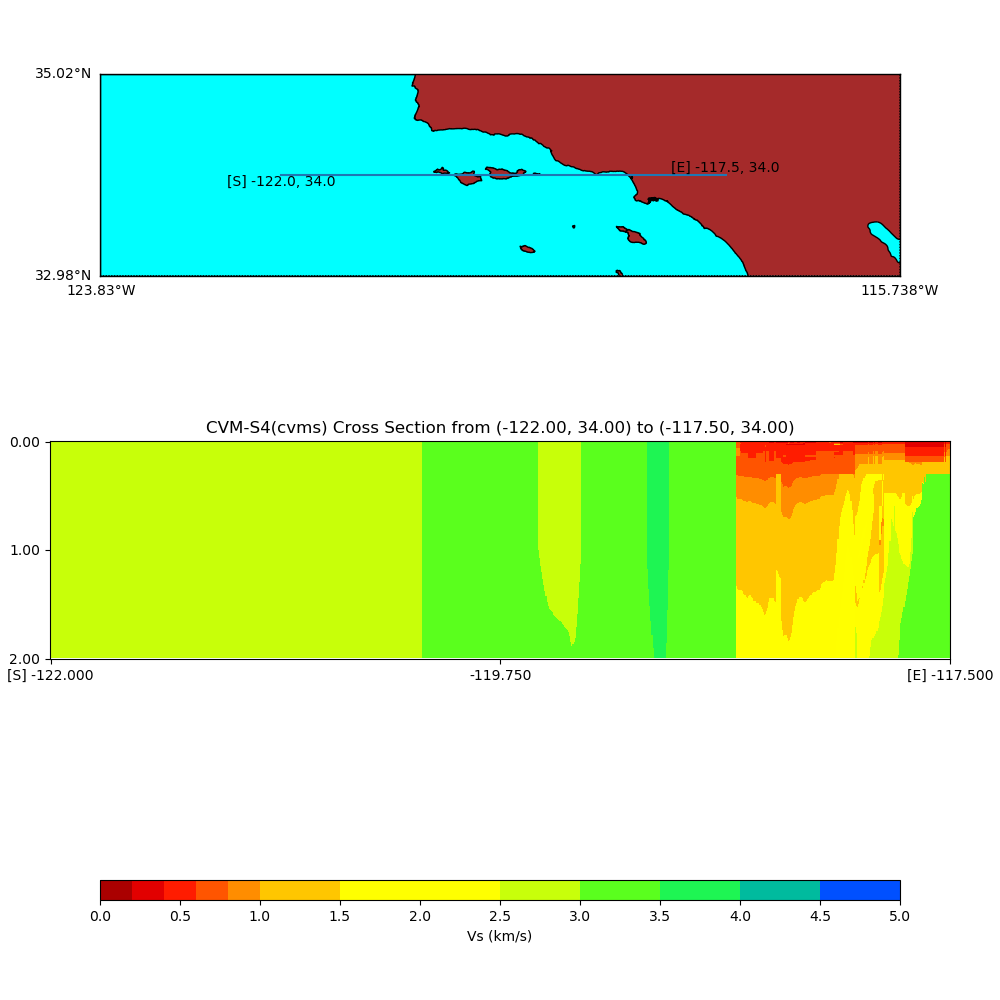 35.02°N
[E] -117.5, 34.0
[S] -122.0, 34.0
32.98°N
123.83°W 115.738°W
CVM-S4(cvms) Cross Section from (-122.00, 34.00) to (-117.50, 34.00)
0.00
1.00
2.00
[S] -122.000 -119.750 [E] -117.500
0.0 0.5 1.0 1.5 2.0 2.5 3.0 3.5 4.0 4.5 5.0
Vs (km/s)